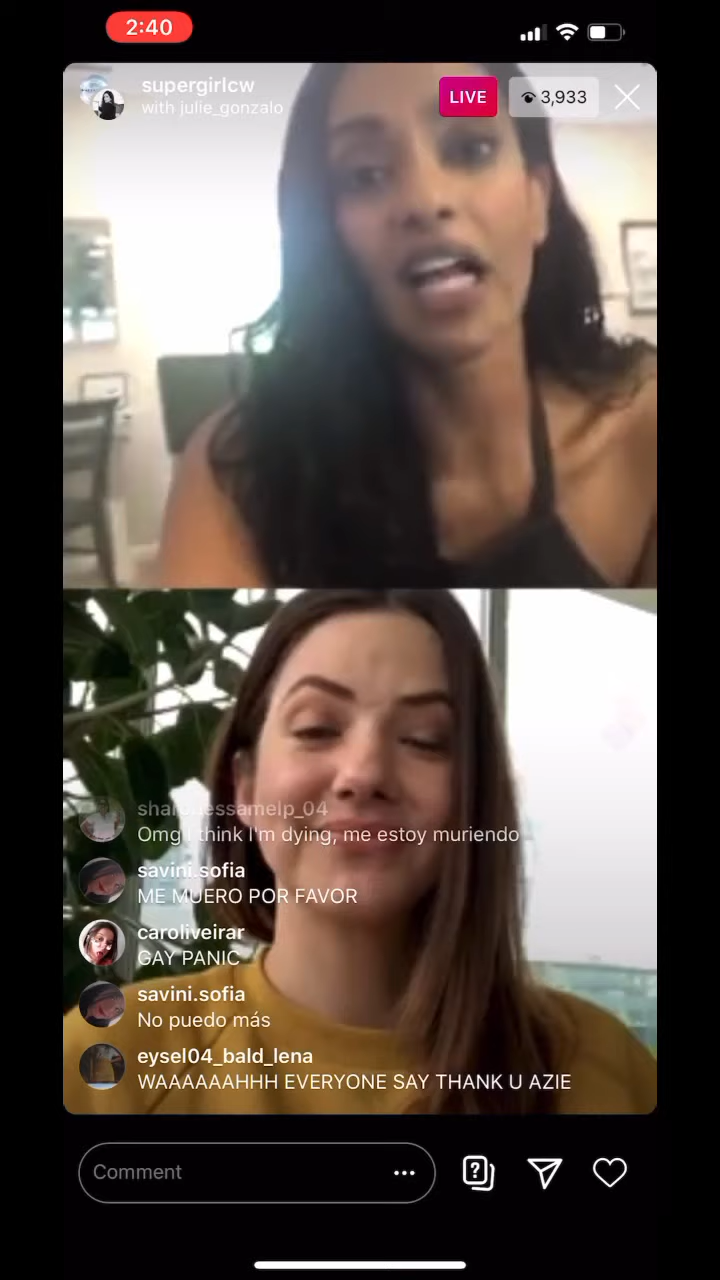 2:40
supergirlcw
with julie_gonzalo
LIVE
3,933
Omg I think I'm dying, me estoy muriendo
savini.sofia
ME MUERO POR FAVOR
caroliveirar
GAY PANIC
savini.sofia
No puedo más
eysel04_bald_lena
WAAAAAAHHH EVERYONE SAY THANK U AZIE
Comment